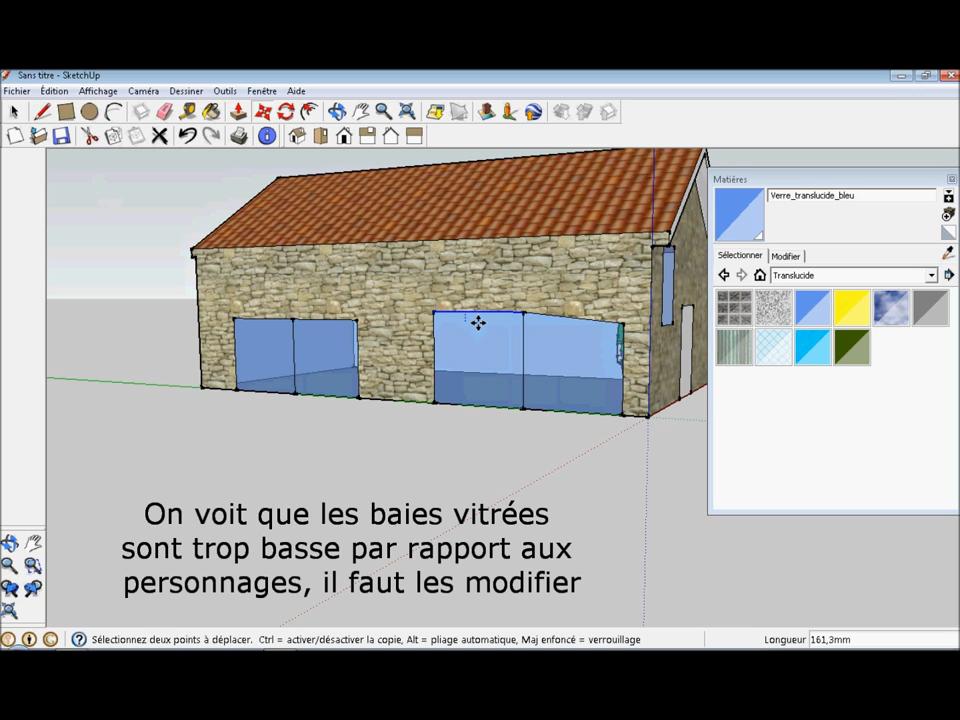 Sans titre - SketchUp
Fichier Édition Affichage Caméra Dessiner Outils Fenêtre Aide
Matières
Verre_translucide_bleu
Sélectionner Modifier
Translucide
On voit que les baies vitrées
sont trop basse par rapport aux
personnages, il faut les modifier
Sélectionnez deux points à déplacer. Ctrl = activer/désactiver la copie, Alt = pliage automatique, Maj enfoncé = verrouillage Longueur 161,3mm